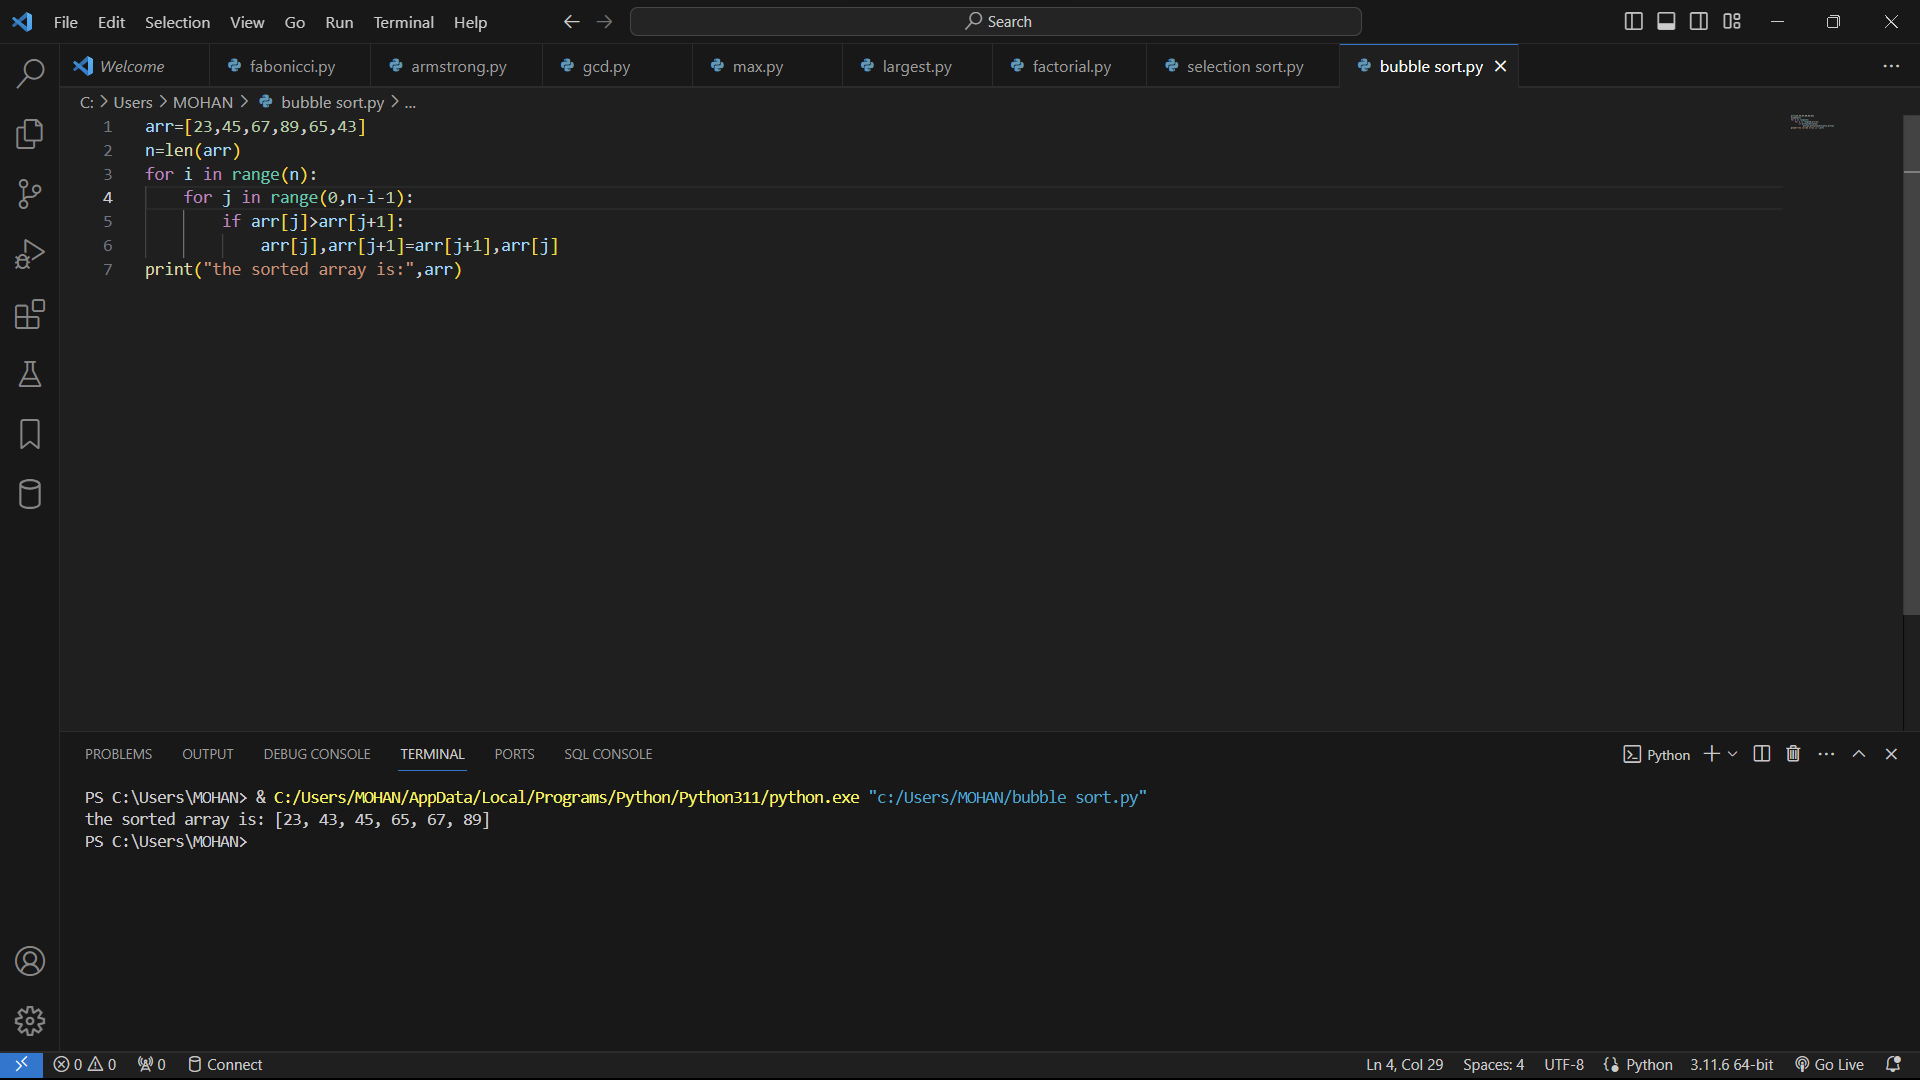 File Edit Selection View Go Run Terminal Help Search
Welcome fabonicci.py armstrong.py gcd.py max.py largest.py factorial.py selection sort.py bubble sort.py
C: > Users > MOHAN > bubble sort.py > ...
1 arr=[23,45,67,89,65,43]
2 n=len(arr)
3 for i in range(n):
4     for j in range(0,n-i-1):
5         if arr[j]>arr[j+1]:
6             arr[j],arr[j+1]=arr[j+1],arr[j]
7 print("the sorted array is:",arr)
PROBLEMS OUTPUT DEBUG CONSOLE TERMINAL PORTS SQL CONSOLE Python
PS C:\Users\MOHAN> & C:/Users/MOHAN/AppData/Local/Programs/Python/Python311/python.exe "c:/Users/MOHAN/bubble sort.py"
the sorted array is: [23, 43, 45, 65, 67, 89]
PS C:\Users\MOHAN>
0 0 0 Connect Ln 4, Col 29 Spaces: 4 UTF-8 Python 3.11.6 64-bit Go Live